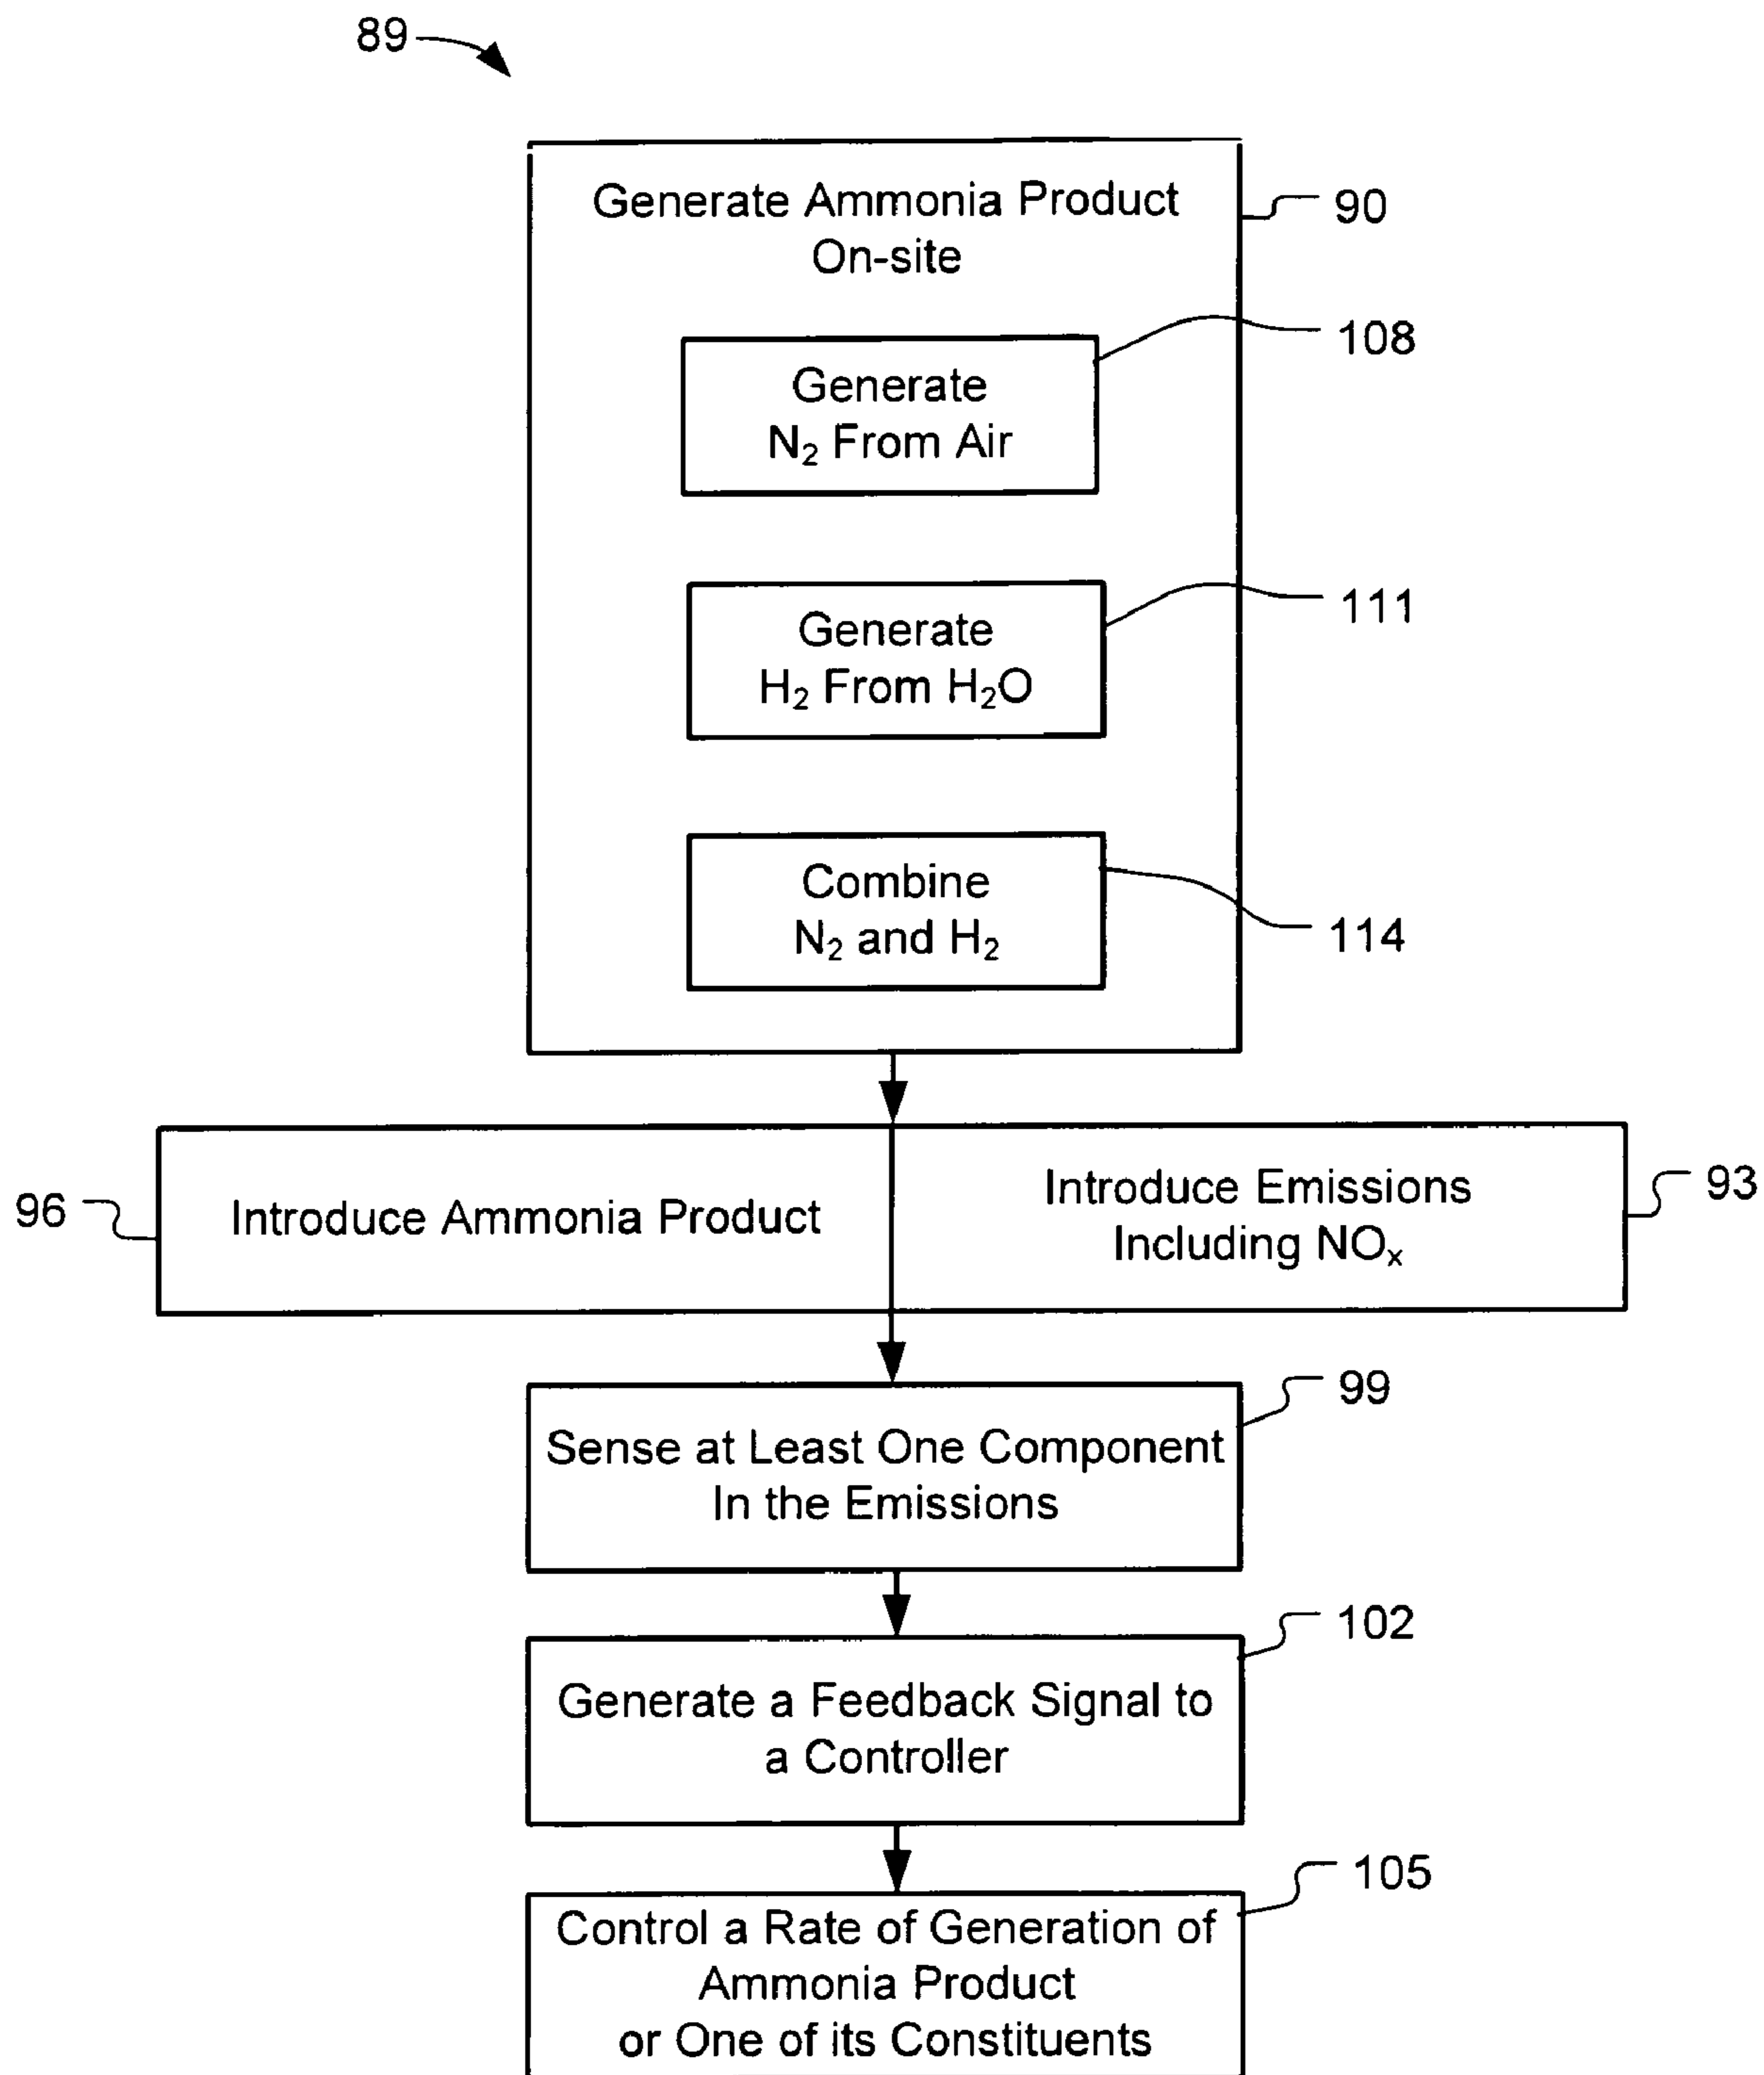 89
Generate Ammonia Product
On-site
90
Generate
N₂ From Air
108
Generate
H₂ From H₂O
111
Combine
N₂ and H₂
114
96
Introduce Ammonia Product
Introduce Emissions
Including NOₓ
93
Sense at Least One Component
In the Emissions
99
Generate a Feedback Signal to
a Controller
102
Control a Rate of Generation of
Ammonia Product
or One of its Constituents
105